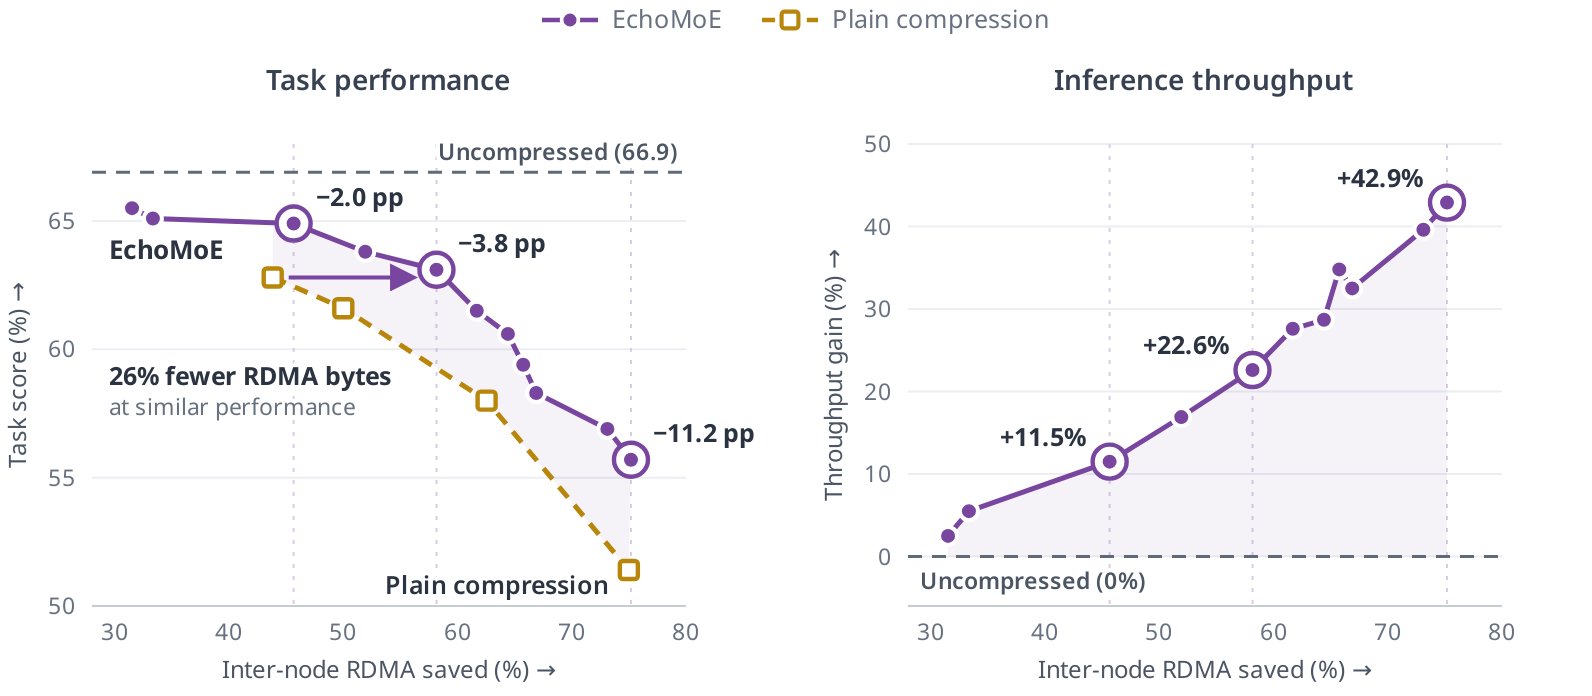 EchoMoE
Plain compression
Task performance
Uncompressed (66.9)
−2.0 pp
−3.8 pp
−11.2 pp
EchoMoE
26% fewer RDMA bytes
at similar performance
Plain compression
Task score (%) →
65
60
55
50
30 40 50 60 70 80
Inter-node RDMA saved (%) →
Inference throughput
+42.9%
+22.6%
+11.5%
Uncompressed (0%)
Throughput gain (%) →
50
40
30
20
10
0
30 40 50 60 70 80
Inter-node RDMA saved (%) →